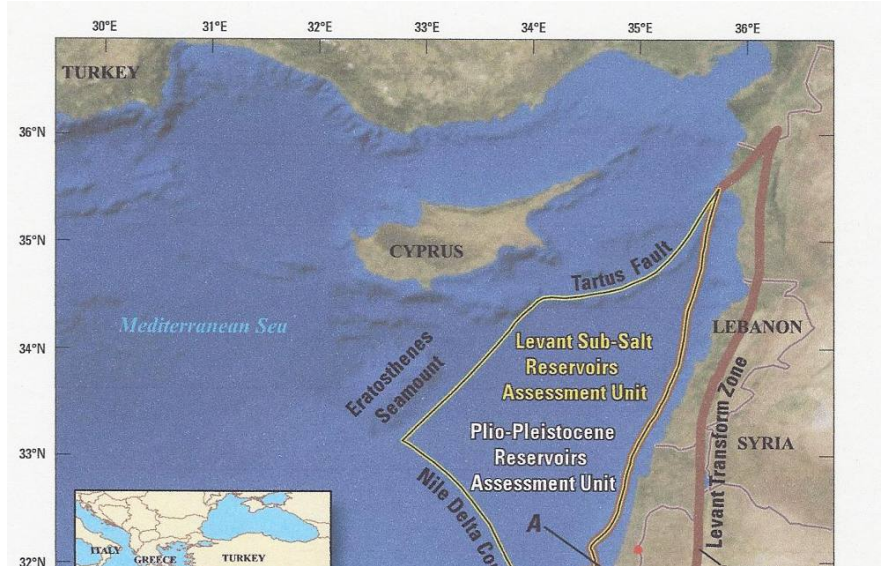 30°E 31°E 32°E 33°E 34°E 35°E 36°E
TURKEY
36°N
35°N
CYPRUS
Tartus Fault
Mediterranean Sea
LEBANON
34°N
Levant Sub-Salt
Reservoirs
Assessment Unit
Eratosthenes
Seamount
Levant Transform Zone
33°N
Plio-Pleistocene
Reservoirs
Assessment Unit
SYRIA
Nile Delta Co
A
ITALY
GREECE
TURKEY
32°N